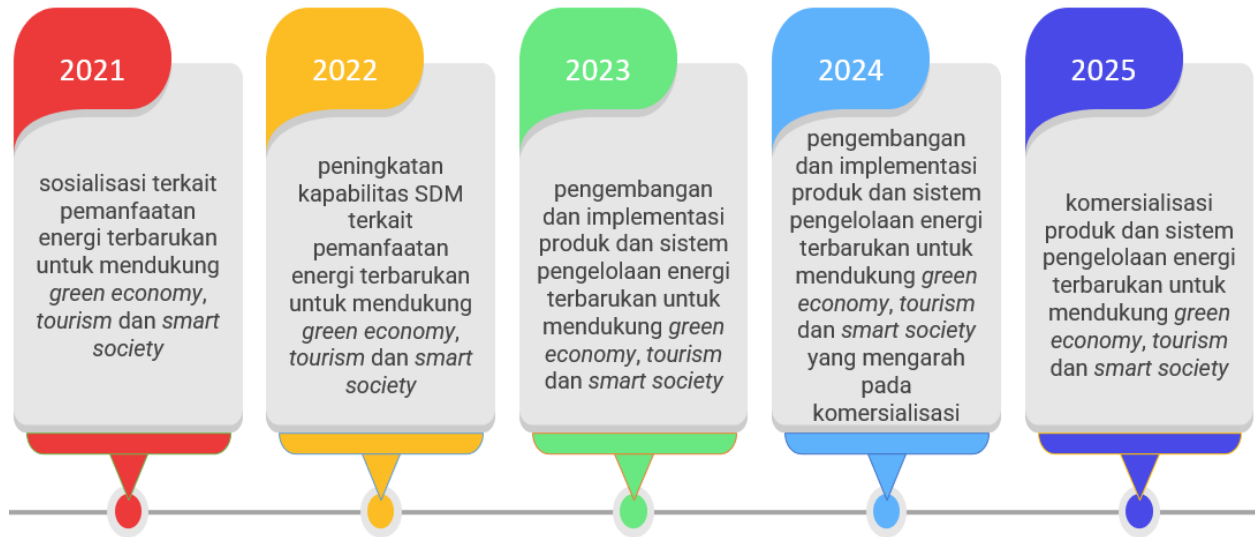 2021
sosialisasi terkait
pemanfaatan
energi terbarukan
untuk mendukung
green economy,
tourism dan smart
society
2022
peningkatan
kapabilitas SDM
terkait
pemanfaatan
energi terbarukan
untuk mendukung
green economy,
tourism dan smart
society
2023
pengembangan
dan implementasi
produk dan sistem
pengelolaan energi
terbarukan untuk
mendukung green
economy, tourism
dan smart society
2024
pengembangan
dan implementasi
produk dan sistem
pengelolaan energi
terbarukan untuk
mendukung green
economy, tourism
dan smart society
yang mengarah
pada
komersialisasi
2025
komersialisasi
produk dan sistem
pengelolaan energi
terbarukan untuk
mendukung green
economy, tourism
dan smart society